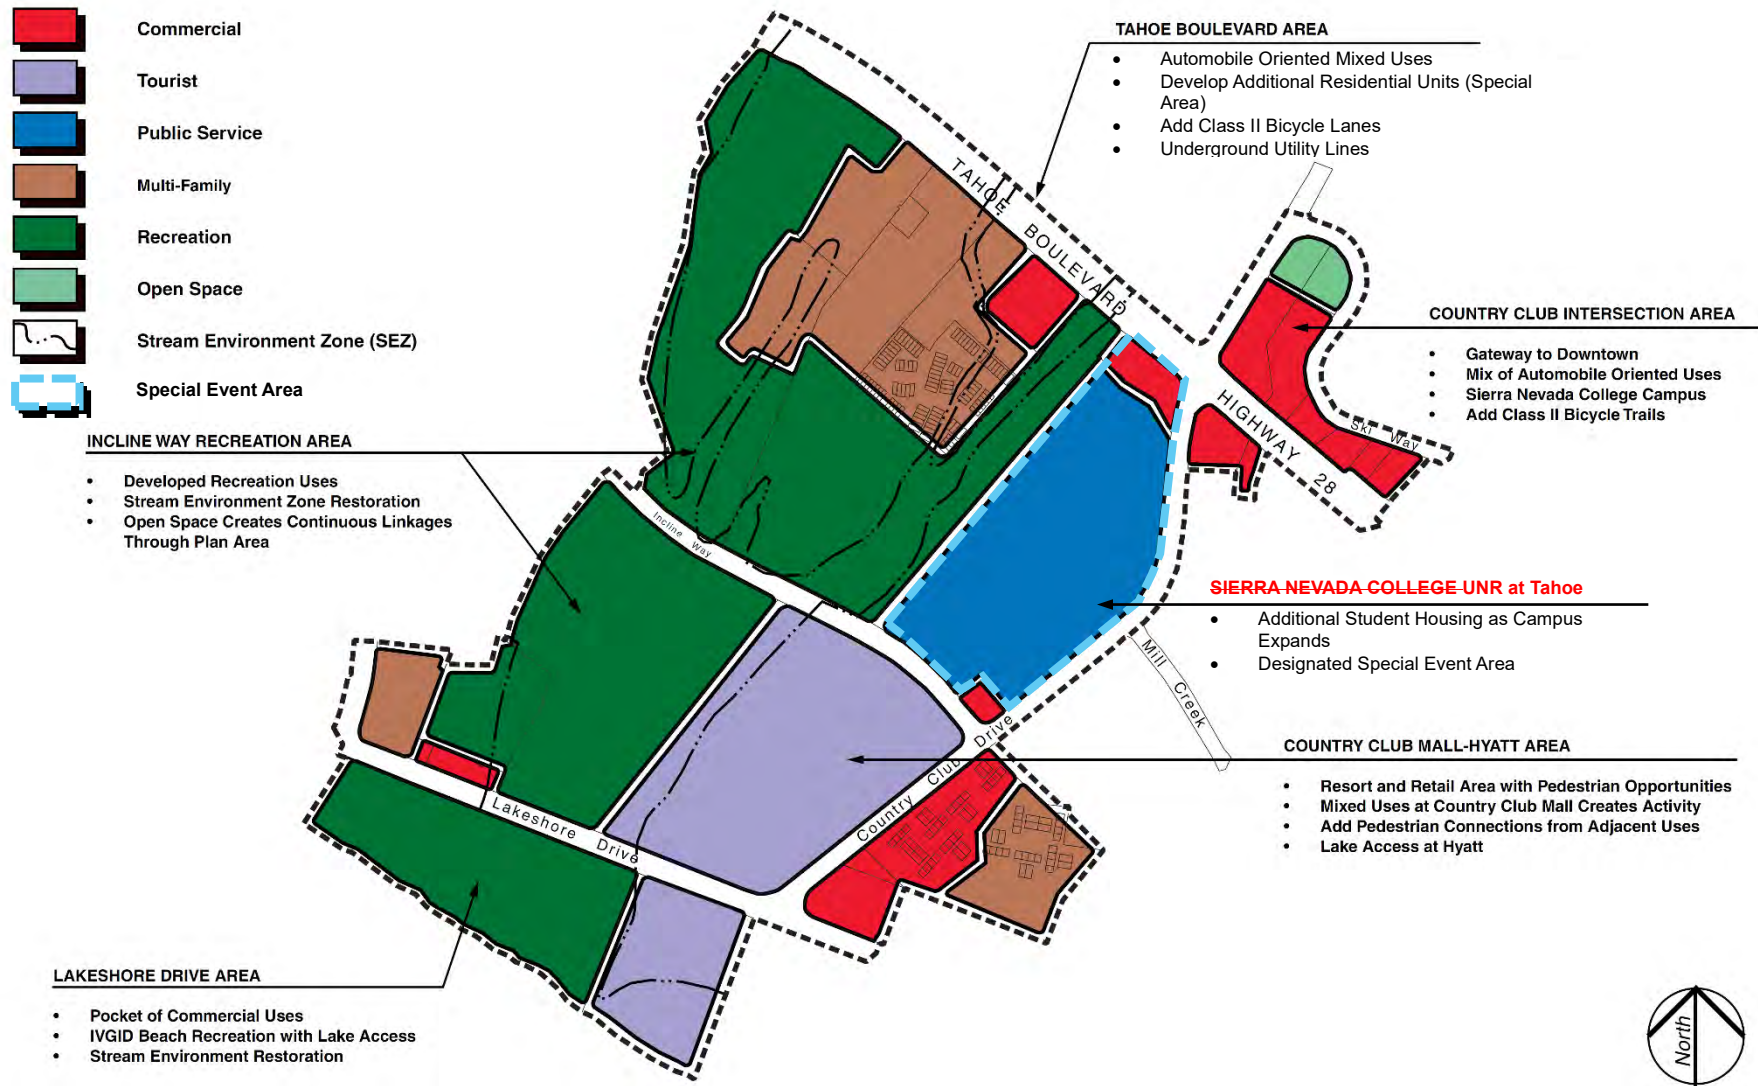 Commercial
Tourist
Public Service
Multi-Family
Recreation
Open Space
Stream Environment Zone (SEZ)
Special Event Area
TAHOE BOULEVARD AREA
• Automobile Oriented Mixed Uses
• Develop Additional Residential Units (Special
Area)
• Add Class II Bicycle Lanes
• Underground Utility Lines
COUNTRY CLUB INTERSECTION AREA
• Gateway to Downtown
• Mix of Automobile Oriented Uses
• Sierra Nevada College Campus
• Add Class II Bicycle Trails
INCLINE WAY RECREATION AREA
• Developed Recreation Uses
• Stream Environment Zone Restoration
• Open Space Creates Continuous Linkages
Through Plan Area
SIERRA NEVADA COLLEGE UNR at Tahoe
• Additional Student Housing as Campus
Expands
• Designated Special Event Area
COUNTRY CLUB MALL-HYATT AREA
• Resort and Retail Area with Pedestrian Opportunities
• Mixed Uses at Country Club Mall Creates Activity
• Add Pedestrian Connections from Adjacent Uses
• Lake Access at Hyatt
LAKESHORE DRIVE AREA
• Pocket of Commercial Uses
• IVGID Beach Recreation with Lake Access
• Stream Environment Restoration
TAHOE BOULEVARD
HIGHWAY 28
Ski Way
Incline Way
Mill Creek
Country Club Drive
Lakeshore Drive
North